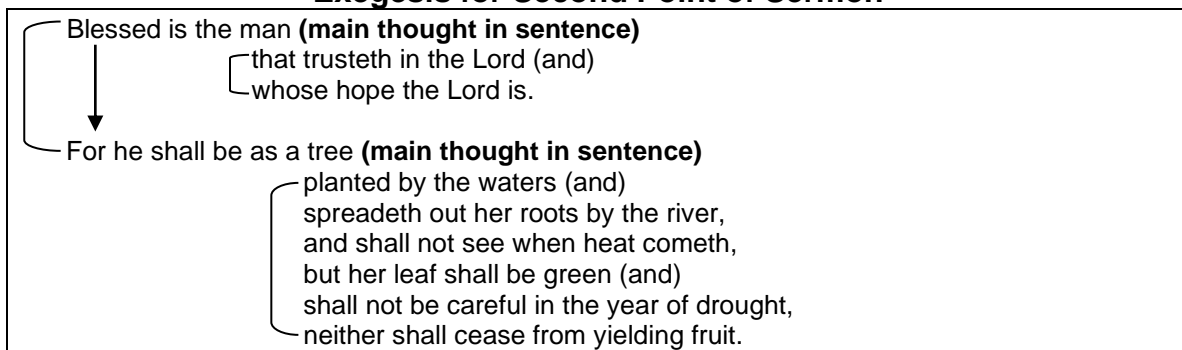 Exegesis for Second Point of Sermon
Blessed is the man (main thought in sentence)
that trusteth in the Lord (and)
whose hope the Lord is.
For he shall be as a tree (main thought in sentence)
planted by the waters (and)
spreadeth out her roots by the river,
and shall not see when heat cometh,
but her leaf shall be green (and)
shall not be careful in the year of drought,
neither shall cease from yielding fruit.